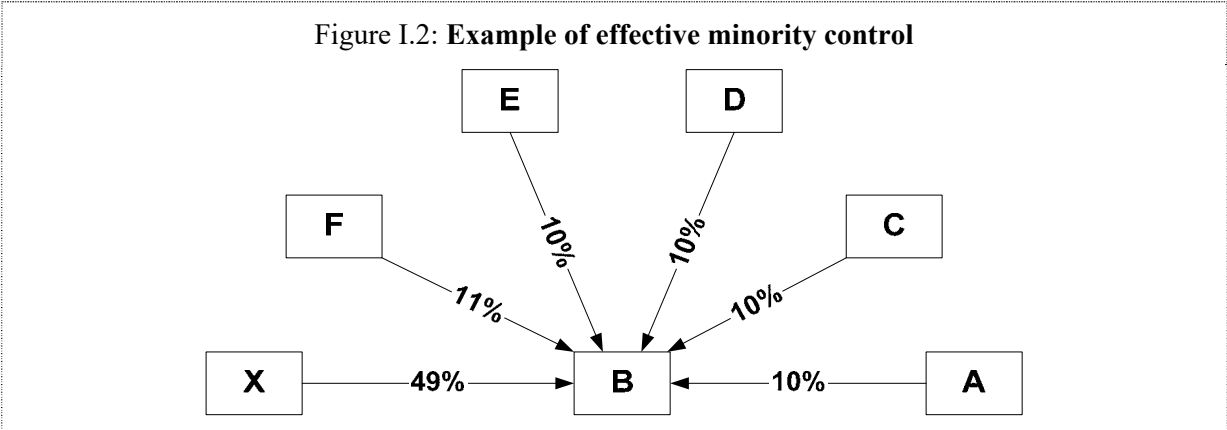 Figure I.2: Example of effective minority control
E
D
F
C
10%
10%
11%
10%
X
49%
B
10%
A